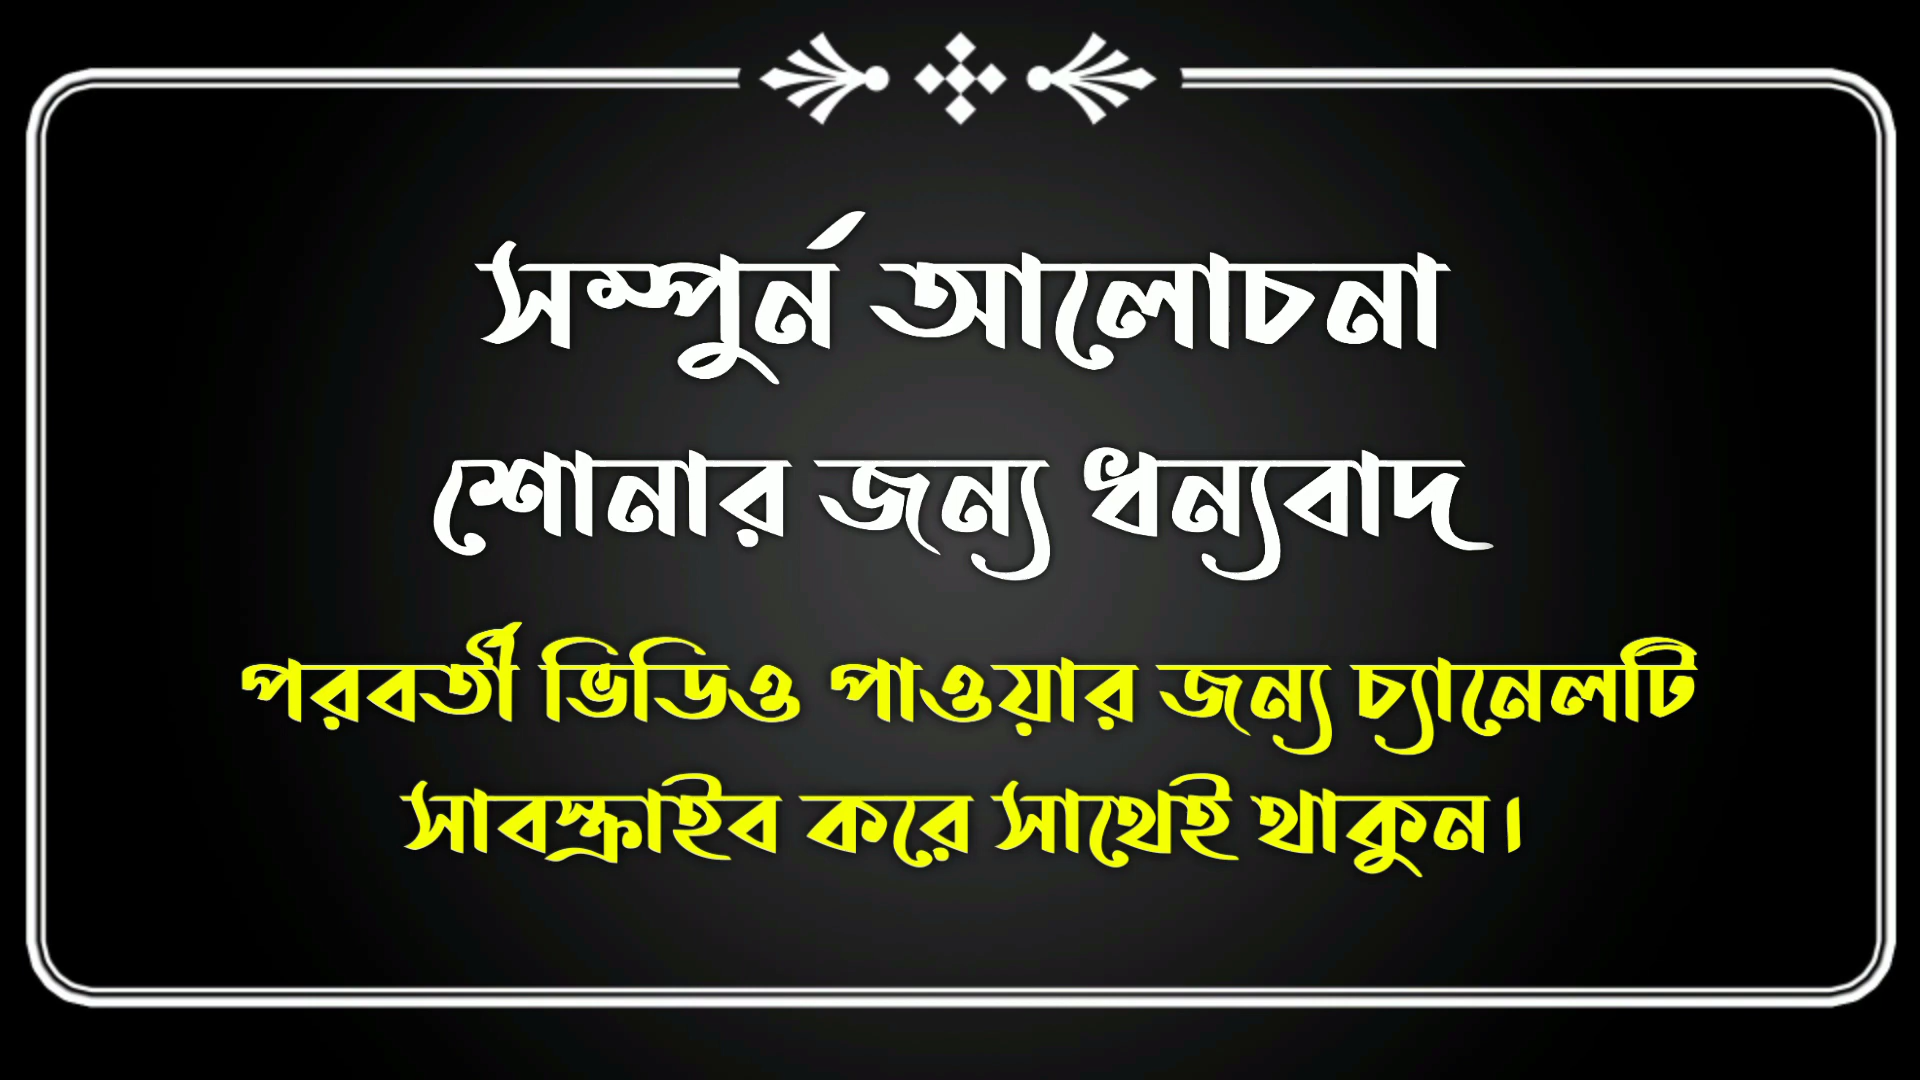 সম্পুর্ন আলোচনা
শোনার জন্য ধন্যবাদ
পরবর্তী ভিডিও পাওয়ার জন্য চ্যানেলটি
সাবস্ক্রাইব করে সাথেই থাকুন।